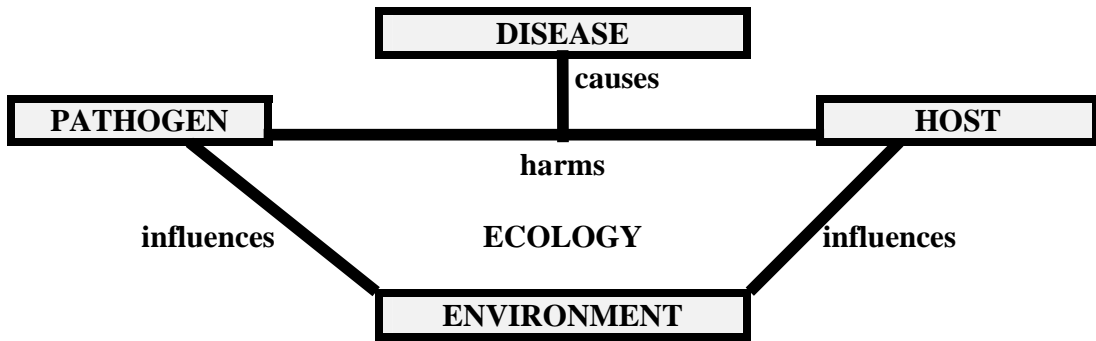 DISEASE
causes
PATHOGEN
HOST
harms
influences
ECOLOGY
influences
ENVIRONMENT